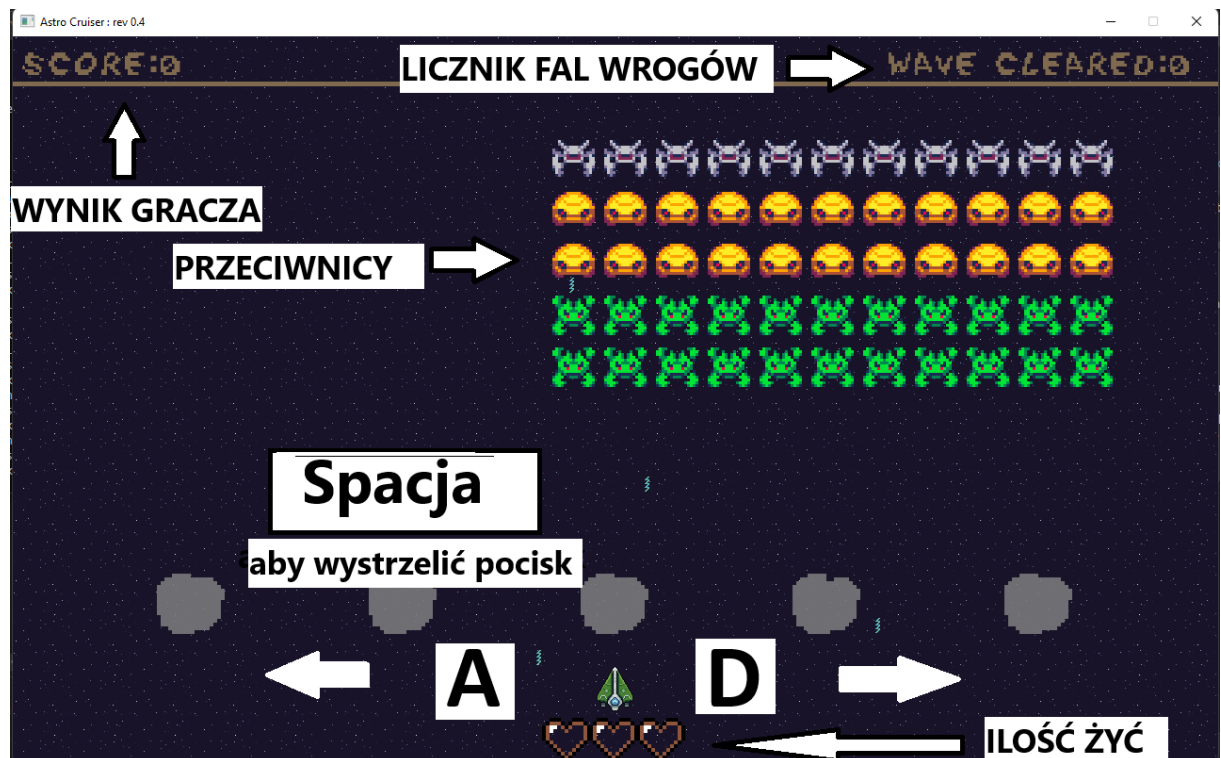 Astro Cruiser : rev 0.4
SCORE:0
LICZNIK FAL WROGÓW
WAVE CLEARED:0
WYNIK GRACZA
PRZECIWNICY
Spacja
aby wystrzelić pocisk
A
D
ILOŚĆ ŻYĆ